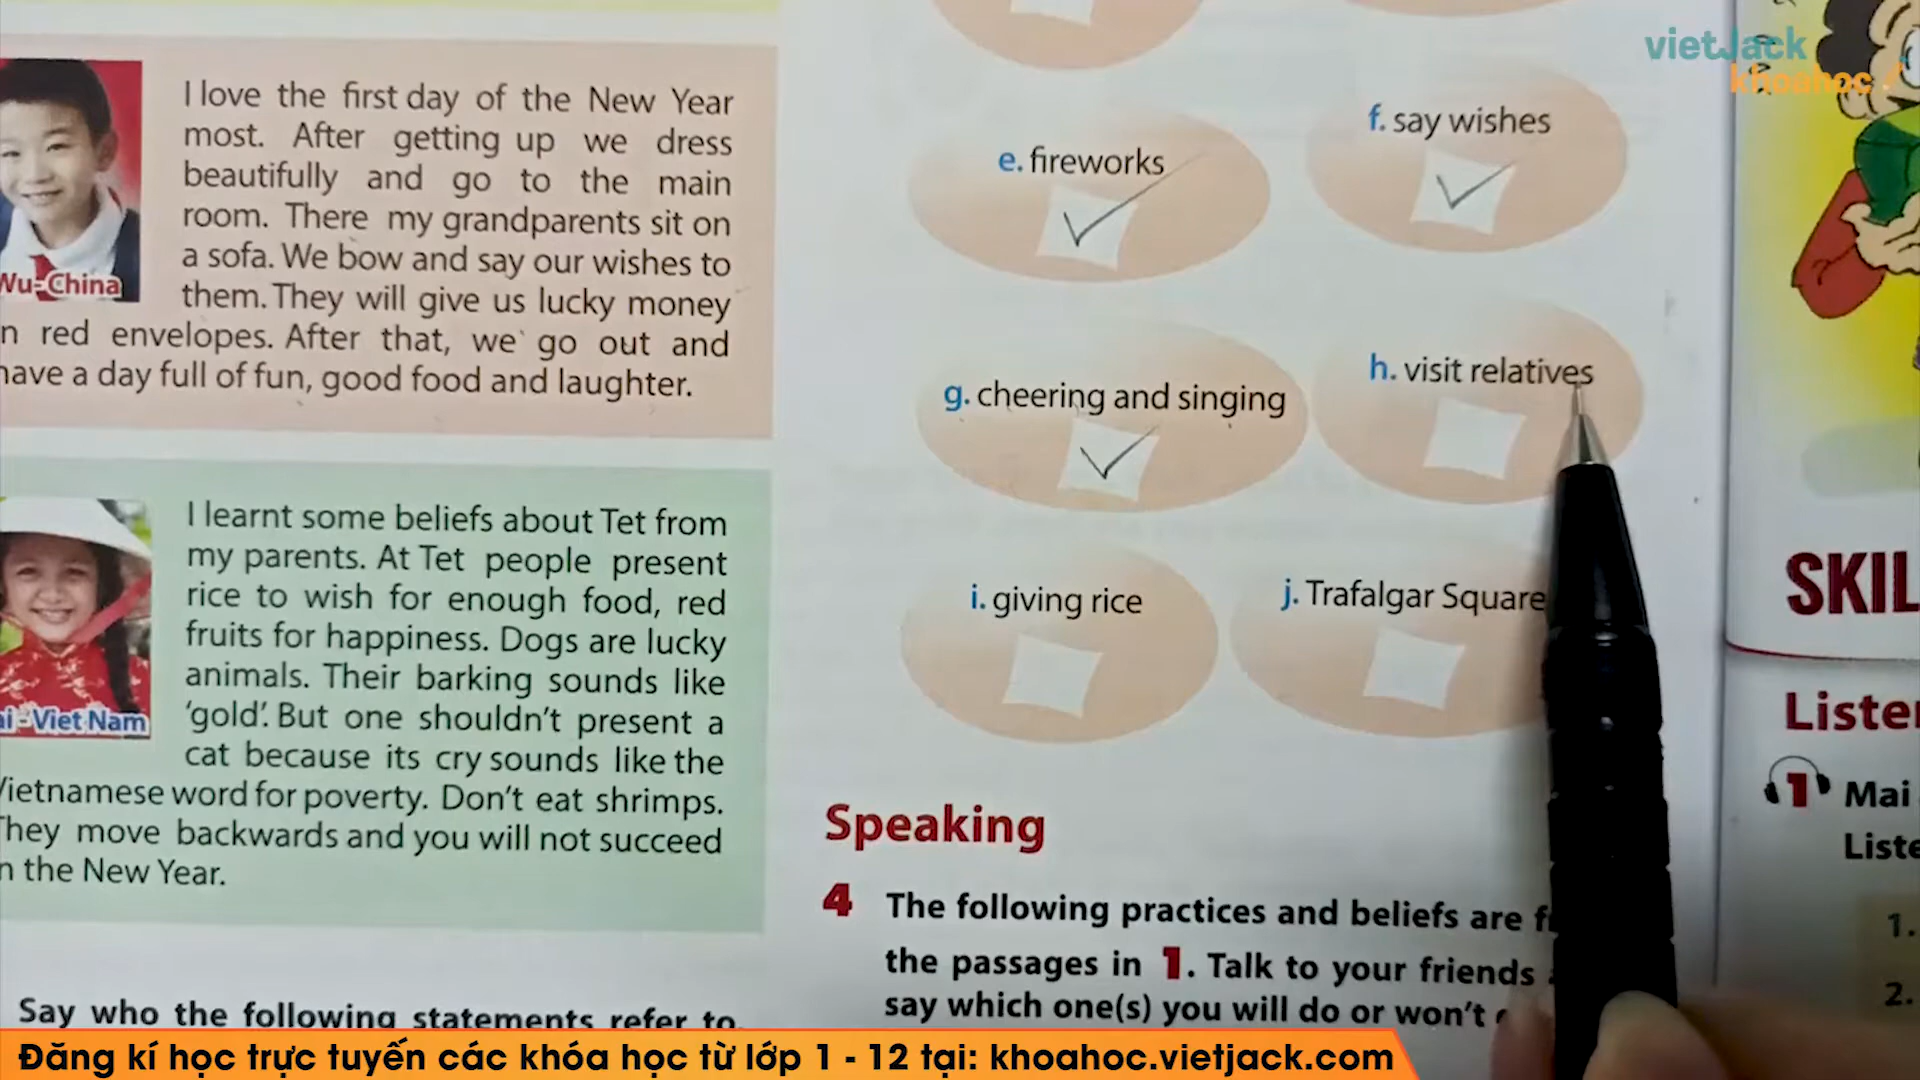 I love the first day of the New Year
most. After getting up we dress
beautifully and go to the main
room. There my grandparents sit on
a sofa. We bow and say our wishes to
them. They will give us lucky money
n red envelopes. After that, we go out and
have a day full of fun, good food and laughter.
Wu-China
I learnt some beliefs about Tet from
my parents. At Tet people present
rice to wish for enough food, red
fruits for happiness. Dogs are lucky
animals. Their barking sounds like
'gold'. But one shouldn't present a
cat because its cry sounds like the
Vietnamese word for poverty. Don't eat shrimps.
They move backwards and you will not succeed
n the New Year.
ai - Viet Nam
Say who the following statements refer to.
e. fireworks
f. say wishes
g. cheering and singing
h. visit relatives
i. giving rice
j. Trafalgar Square
Speaking
4 The following practices and beliefs are f
the passages in 1. Talk to your friends
say which one(s) you will do or won't
vietJack
khoahoc
SKIL
Liste
1 Mai
Liste
1.
2.
Đăng kí học trực tuyến các khóa học từ lớp 1 - 12 tại: khoahoc.vietjack.com